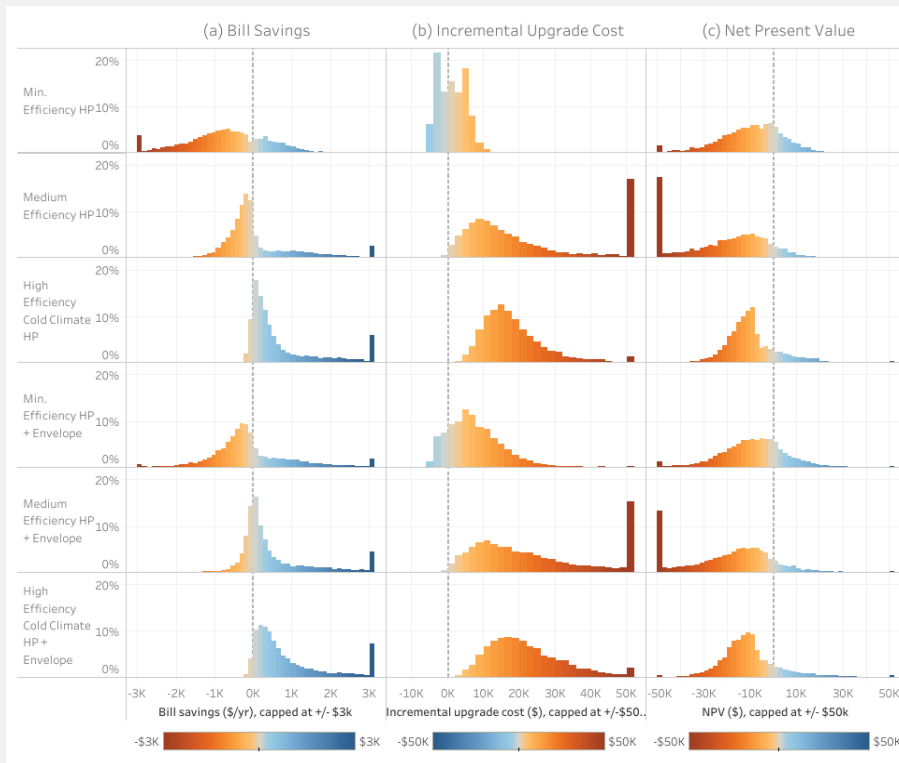 (a) Bill Savings (b) Incremental Upgrade Cost (c) Net Present Value
20%
Min.
Efficiency HP 10%
0%
20%
Medium
Efficiency HP 10%
0%
20%
High
Efficiency
Cold Climate 10%
HP
0%
20%
Min.
Efficiency HP 10%
+ Envelope
0%
20%
Medium
Efficiency HP 10%
+ Envelope
0%
20%
High
Efficiency
Cold Climate 10%
HP +
Envelope
0%
-3K -2K -1K 0K 1K 2K 3K -10K 0K 10K 20K 30K 40K 50K -50K -30K -10K 10K 30K 50K
Bill savings ($/yr), capped at +/- $3k Incremental upgrade cost ($), capped at +/-$50.. NPV ($), capped at +/- $50k
-$3K $3K -$50K $50K -$50K $50K